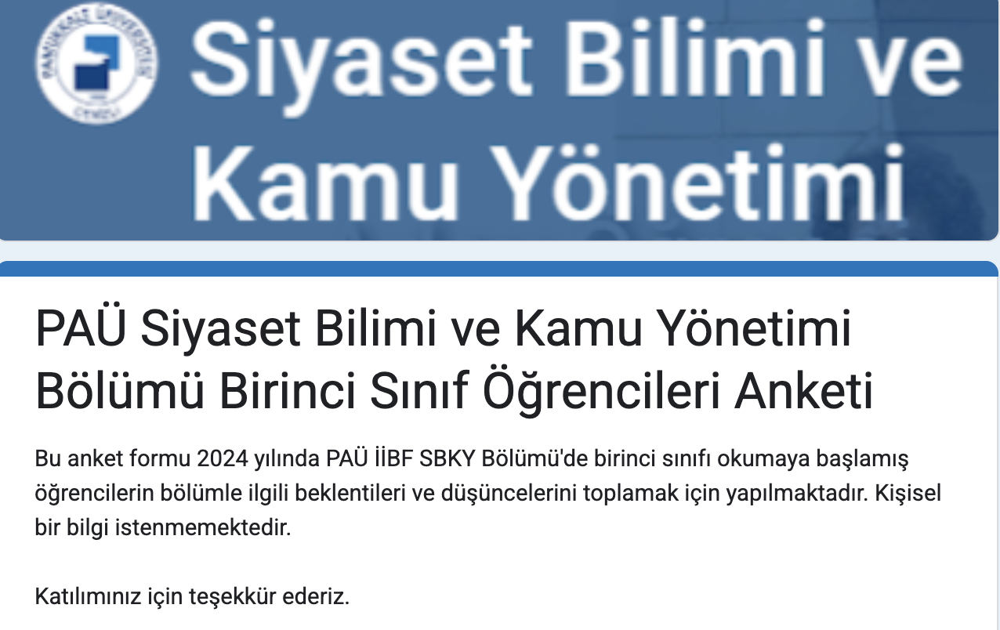 PAMUKKALE ÜNİVERSİTESİ
DENİZLİ
Siyaset Bilimi ve
Kamu Yönetimi
PAÜ Siyaset Bilimi ve Kamu Yönetimi
Bölümü Birinci Sınıf Öğrencileri Anketi
Bu anket formu 2024 yılında PAÜ İİBF SBKY Bölümü'de birinci sınıfı okumaya başlamış
öğrencilerin bölümle ilgili beklentileri ve düşüncelerini toplamak için yapılmaktadır. Kişisel
bir bilgi istenmemektedir.
Katılımınız için teşekkür ederiz.